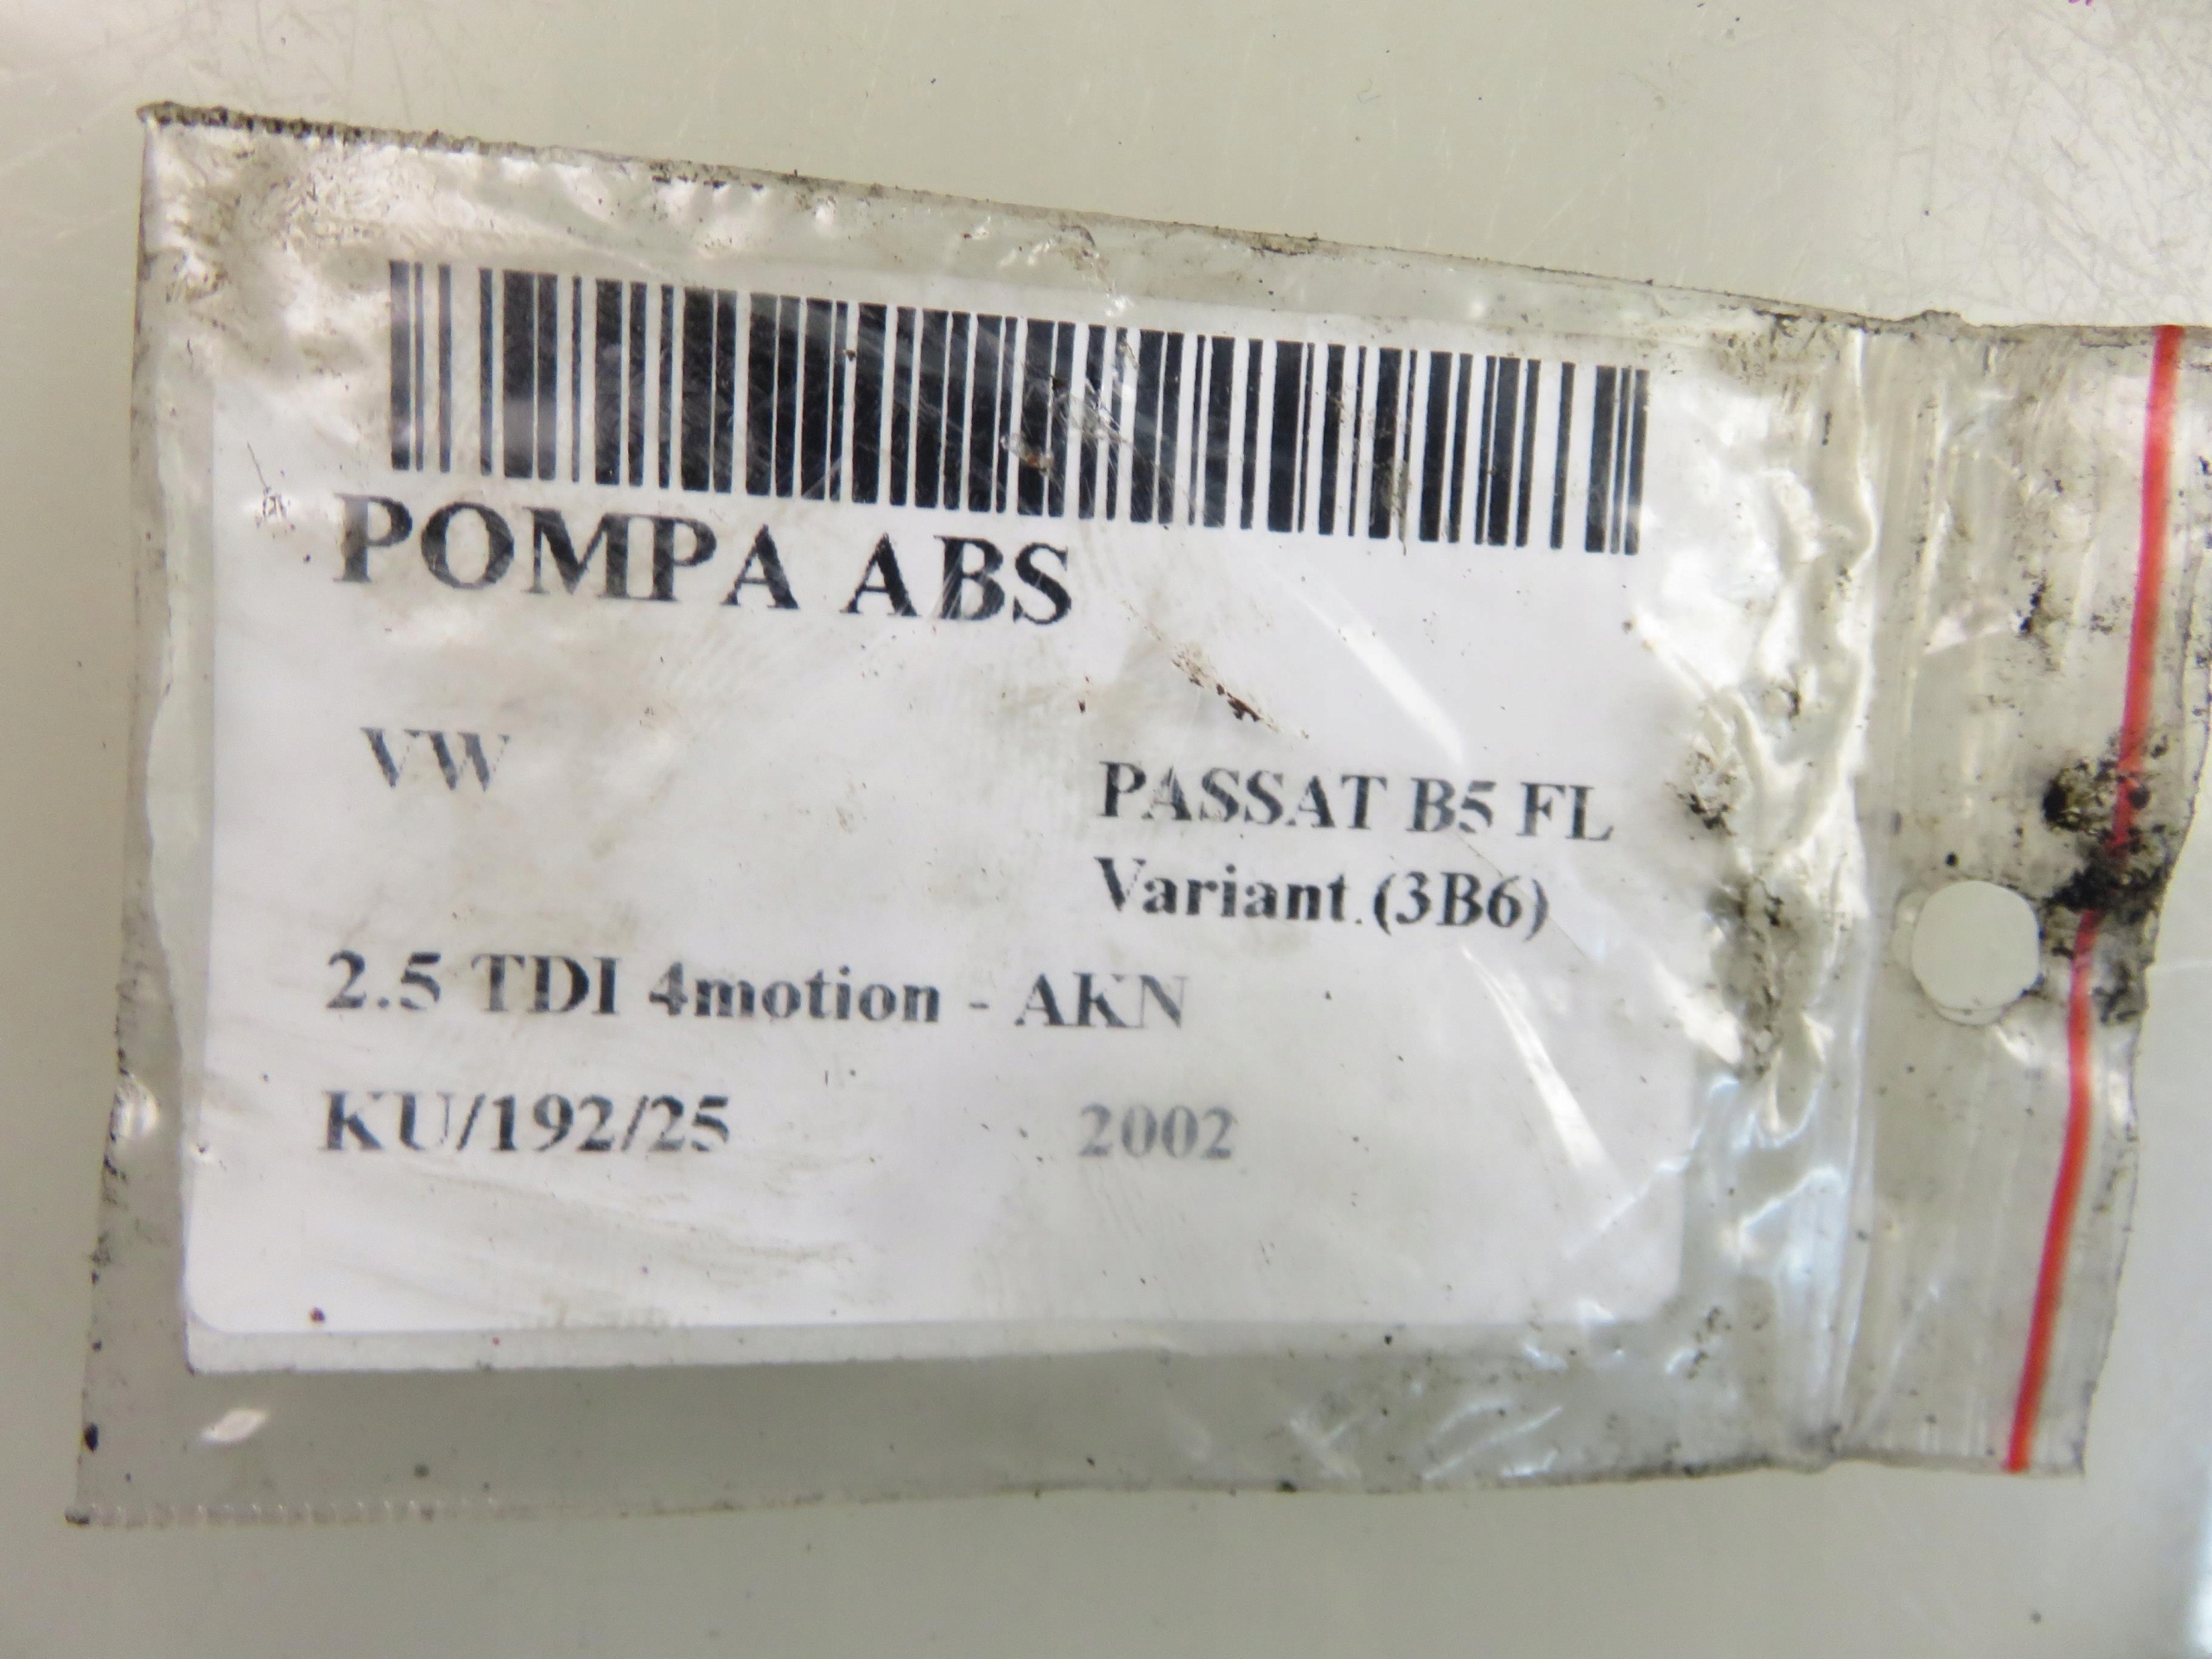 POMPA ABS
VW
PASSAT B5 FL
Variant (3B6)
2.5 TDI 4motion - AKN
KU/192/25
2002